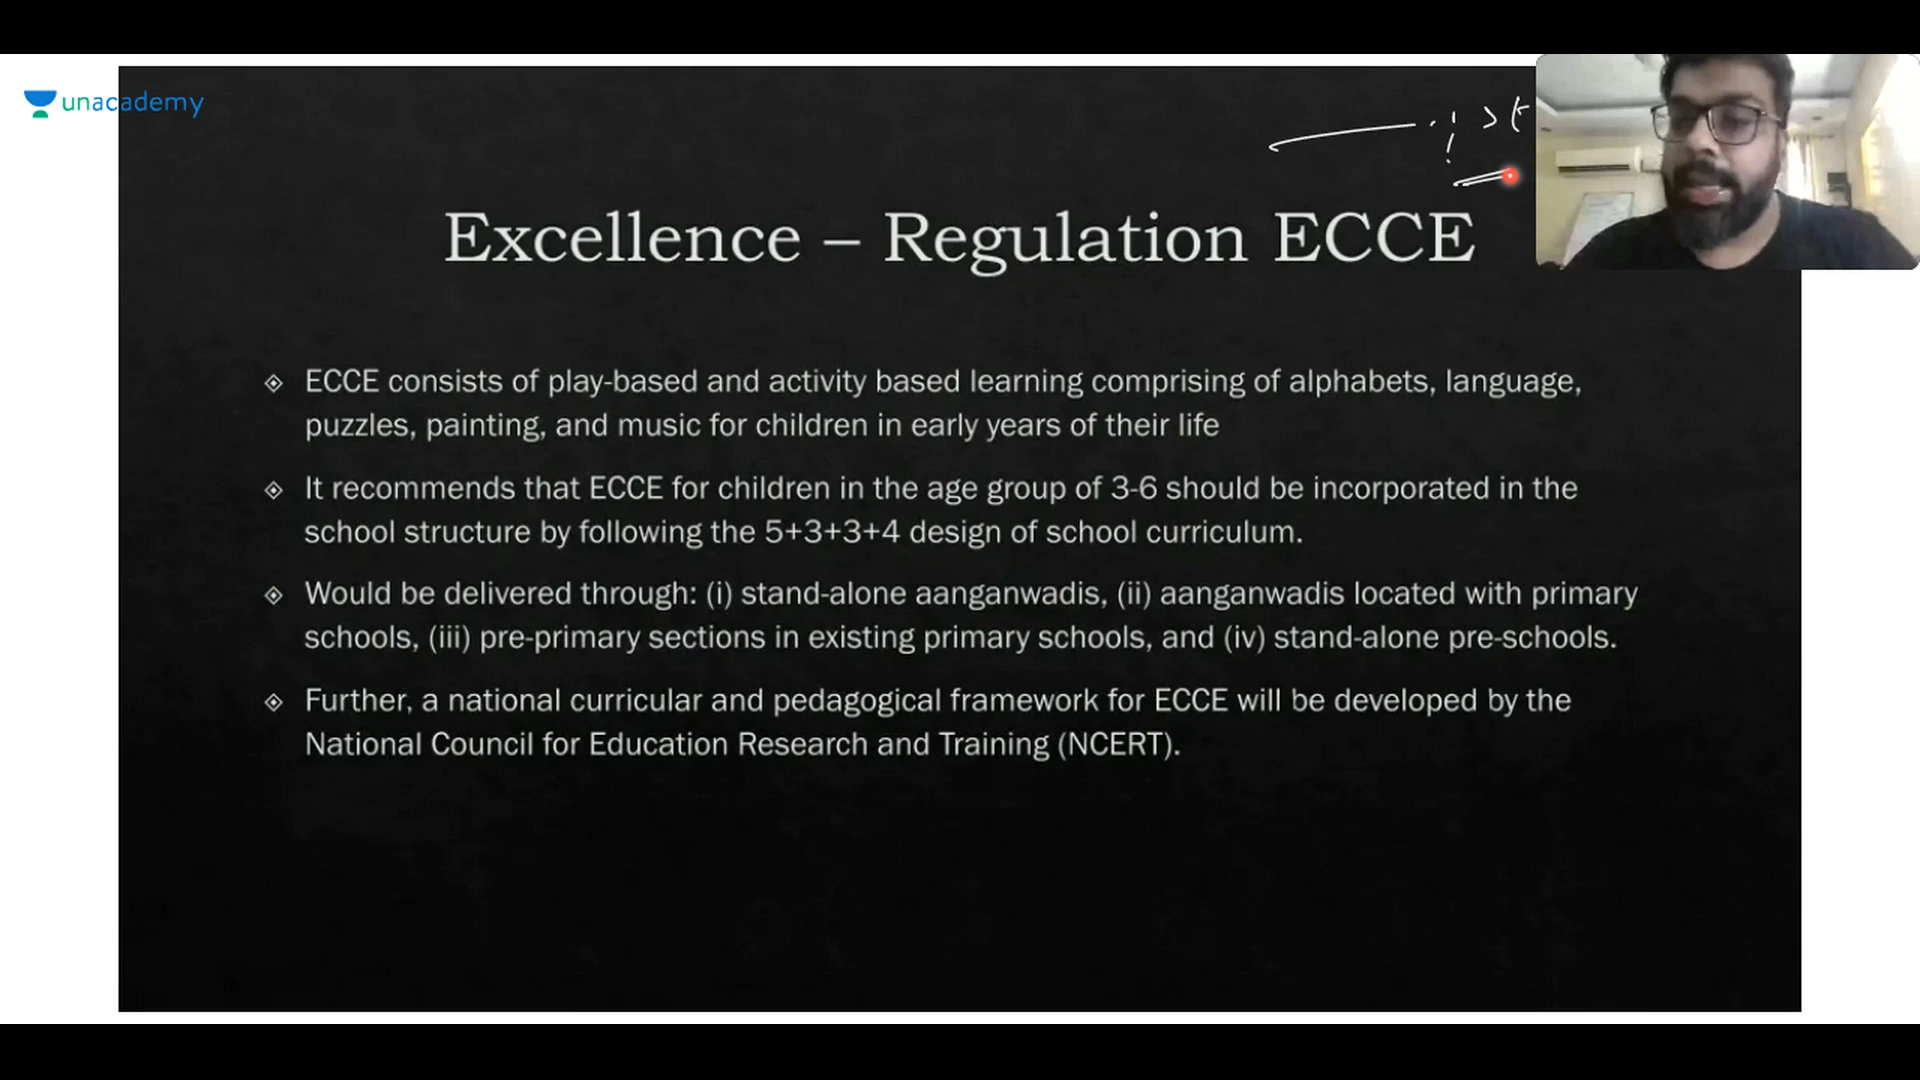 unacademy
Excellence – Regulation ECCE
ECCE consists of play-based and activity based learning comprising of alphabets, language,
puzzles, painting, and music for children in early years of their life
It recommends that ECCE for children in the age group of 3-6 should be incorporated in the
school structure by following the 5+3+3+4 design of school curriculum.
Would be delivered through: (i) stand-alone aanganwadis, (ii) aanganwadis located with primary
schools, (iii) pre-primary sections in existing primary schools, and (iv) stand-alone pre-schools.
Further, a national curricular and pedagogical framework for ECCE will be developed by the
National Council for Education Research and Training (NCERT).